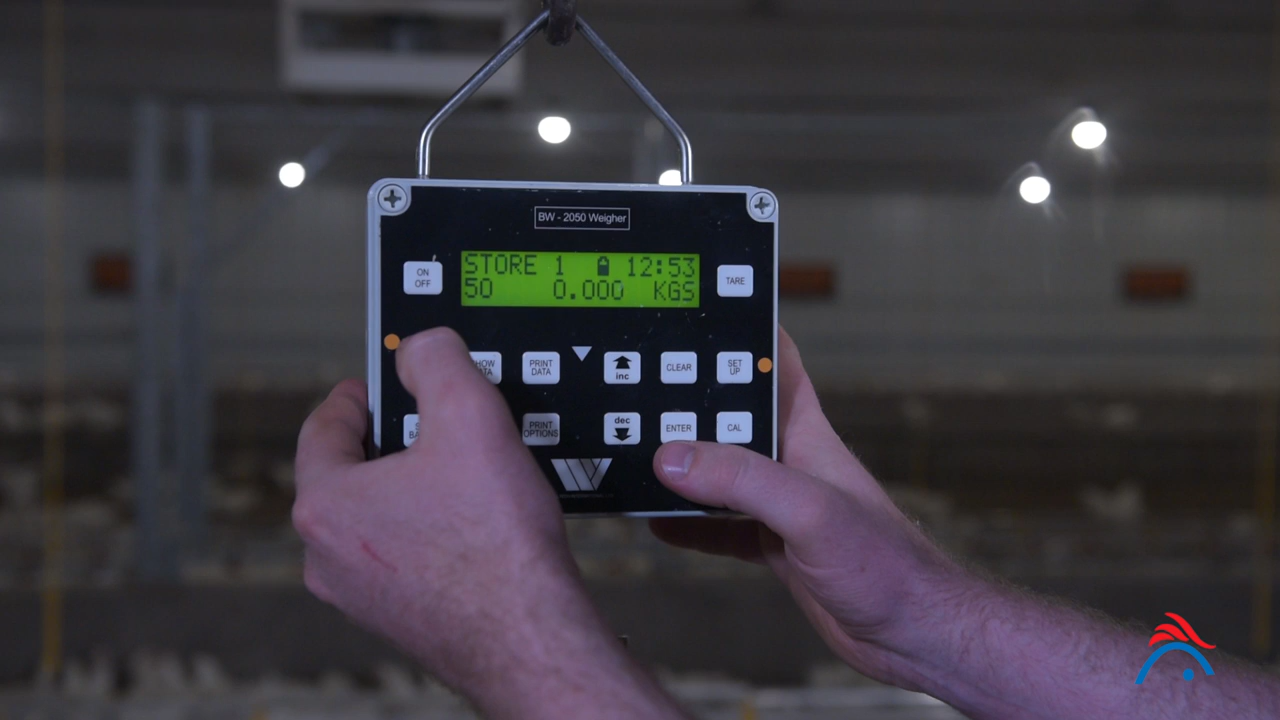 BW - 2050 Weigher
STORE 1 12:53
50 0.000 KGS
ON
OFF
TARE
PRINT
DATA
inc
CLEAR
SET
UP
PRINT
OPTIONS
dec
ENTER
CAL